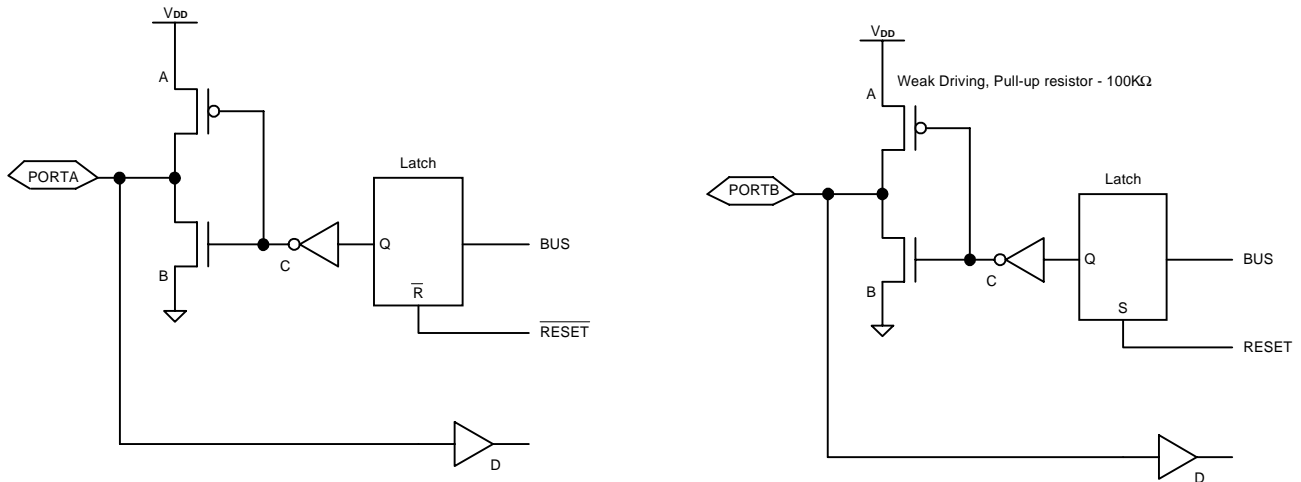 VDD
A
PORTA
Latch
Q
BUS
C
B
R
RESET
D
VDD
Weak Driving, Pull-up resistor - 100KΩ
A
PORTB
Latch
Q
BUS
C
B
S
RESET
D